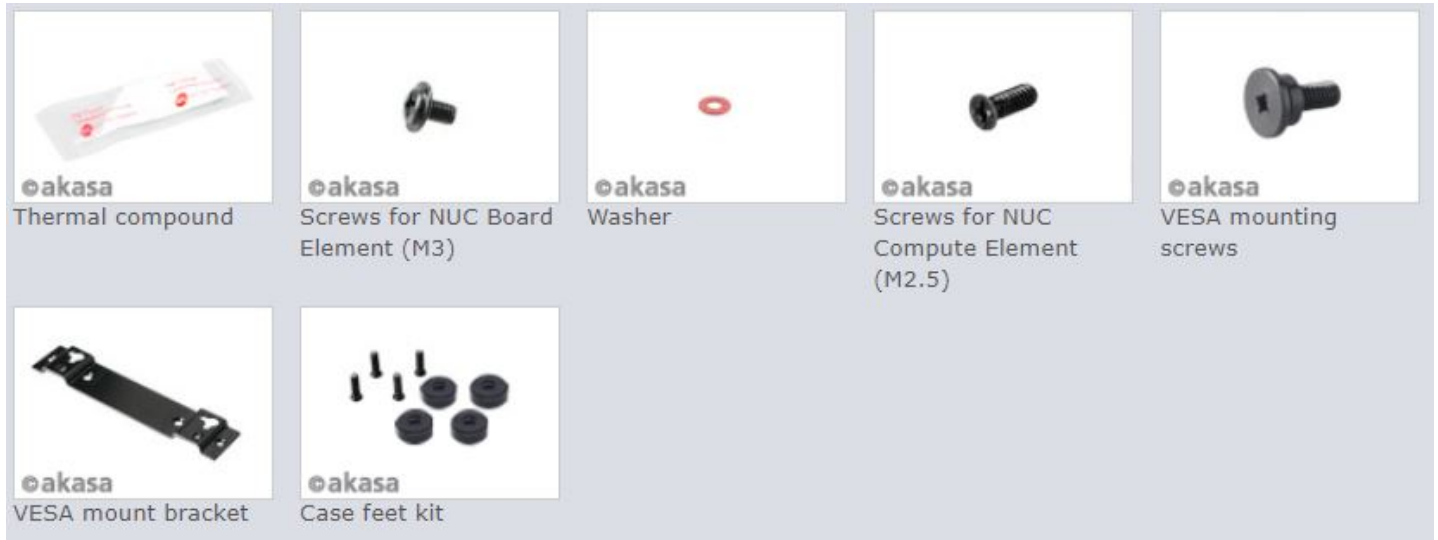 ©akasa
©akasa
©akasa
©akasa
©akasa
Thermal compound
Screws for NUC Board
Element (M3)
Washer
Screws for NUC
Compute Element
(M2.5)
VESA mounting
screws
©akasa
©akasa
VESA mount bracket
Case feet kit